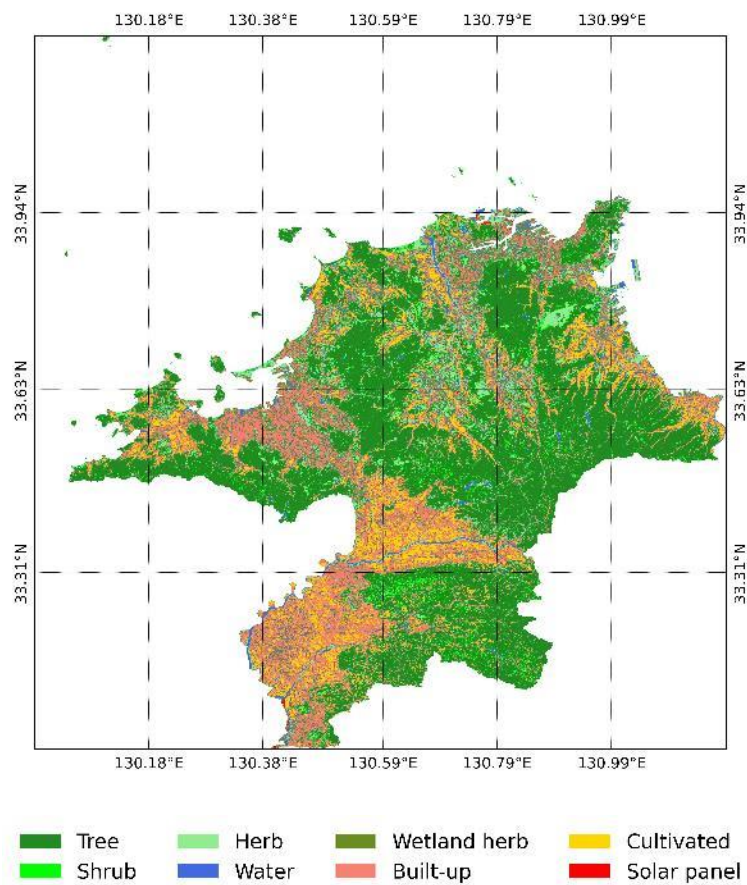 130.18°E 130.38°E 130.59°E 130.79°E 130.99°E
33.94°N 33.94°N
33.63°N 33.63°N
33.31°N 33.31°N
130.18°E 130.38°E 130.59°E 130.79°E 130.99°E
Tree Herb Wetland herb Cultivated
Shrub Water Built-up Solar panel